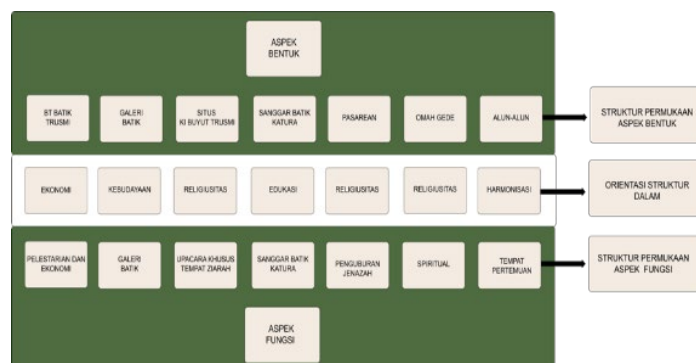 ASPEK
BENTUK
BT BATIK
TRUSMI
GALERI
BATIK
SITUS
KI BUYUT TRUSMI
SANGGAR BATIK
KATURA
PASAREAN
OMAH GEDE
ALUN-ALUN
STRUKTUR PERMUKAAN
ASPEK BENTUK
EKONOMI
KEBUDAYAAN
RELIGIUSITAS
EDUKASI
RELIGIUSITAS
RELIGIUSITAS
HARMONISASI
ORIENTASI STRUKTUR
DALAM
PELESTARIAN DAN
EKONOMI
GALERI
BATIK
UPACARA KHUSUS
TEMPAT ZIARAH
SANGGAR BATIK
KATURA
PENGUBURAN
JENAZAH
SPIRITUAL
TEMPAT
PERTEMUAN
STRUKTUR PERMUKAAN
ASPEK FUNGSI
ASPEK
FUNGSI